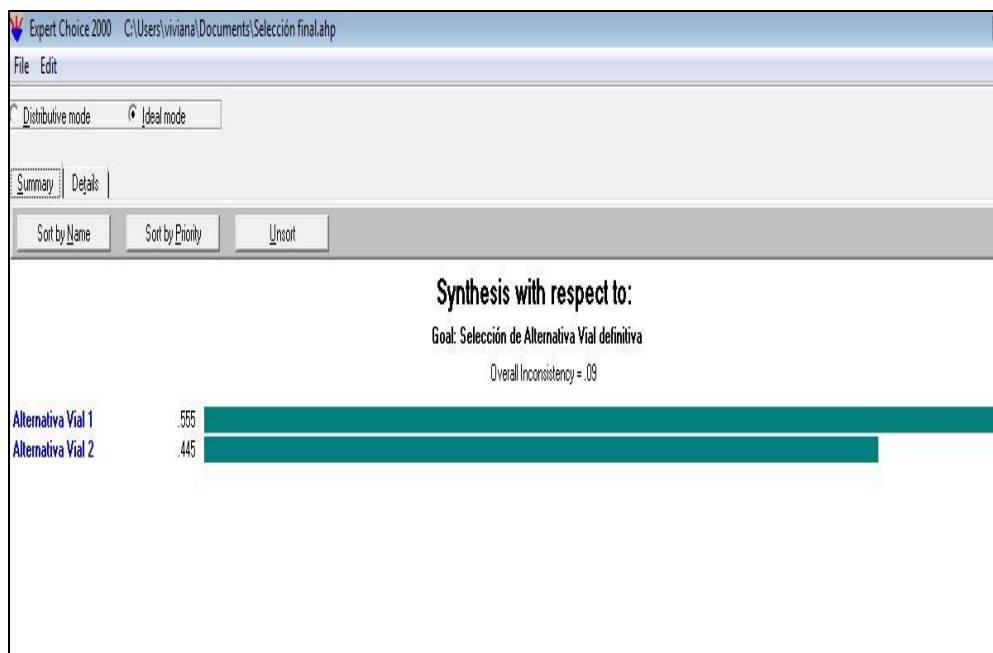 Expert Choice 2000 C:\Users\viviana\Documents\Selección final.ahp
File Edit
Distributive mode Ideal mode
Summary Details
Sort by Name Sort by Priority Unsort
Synthesis with respect to:
Goal: Selección de Alternativa Vial definitiva
Overall Inconsistency = .09
Alternativa Vial 1 .555
Alternativa Vial 2 .445